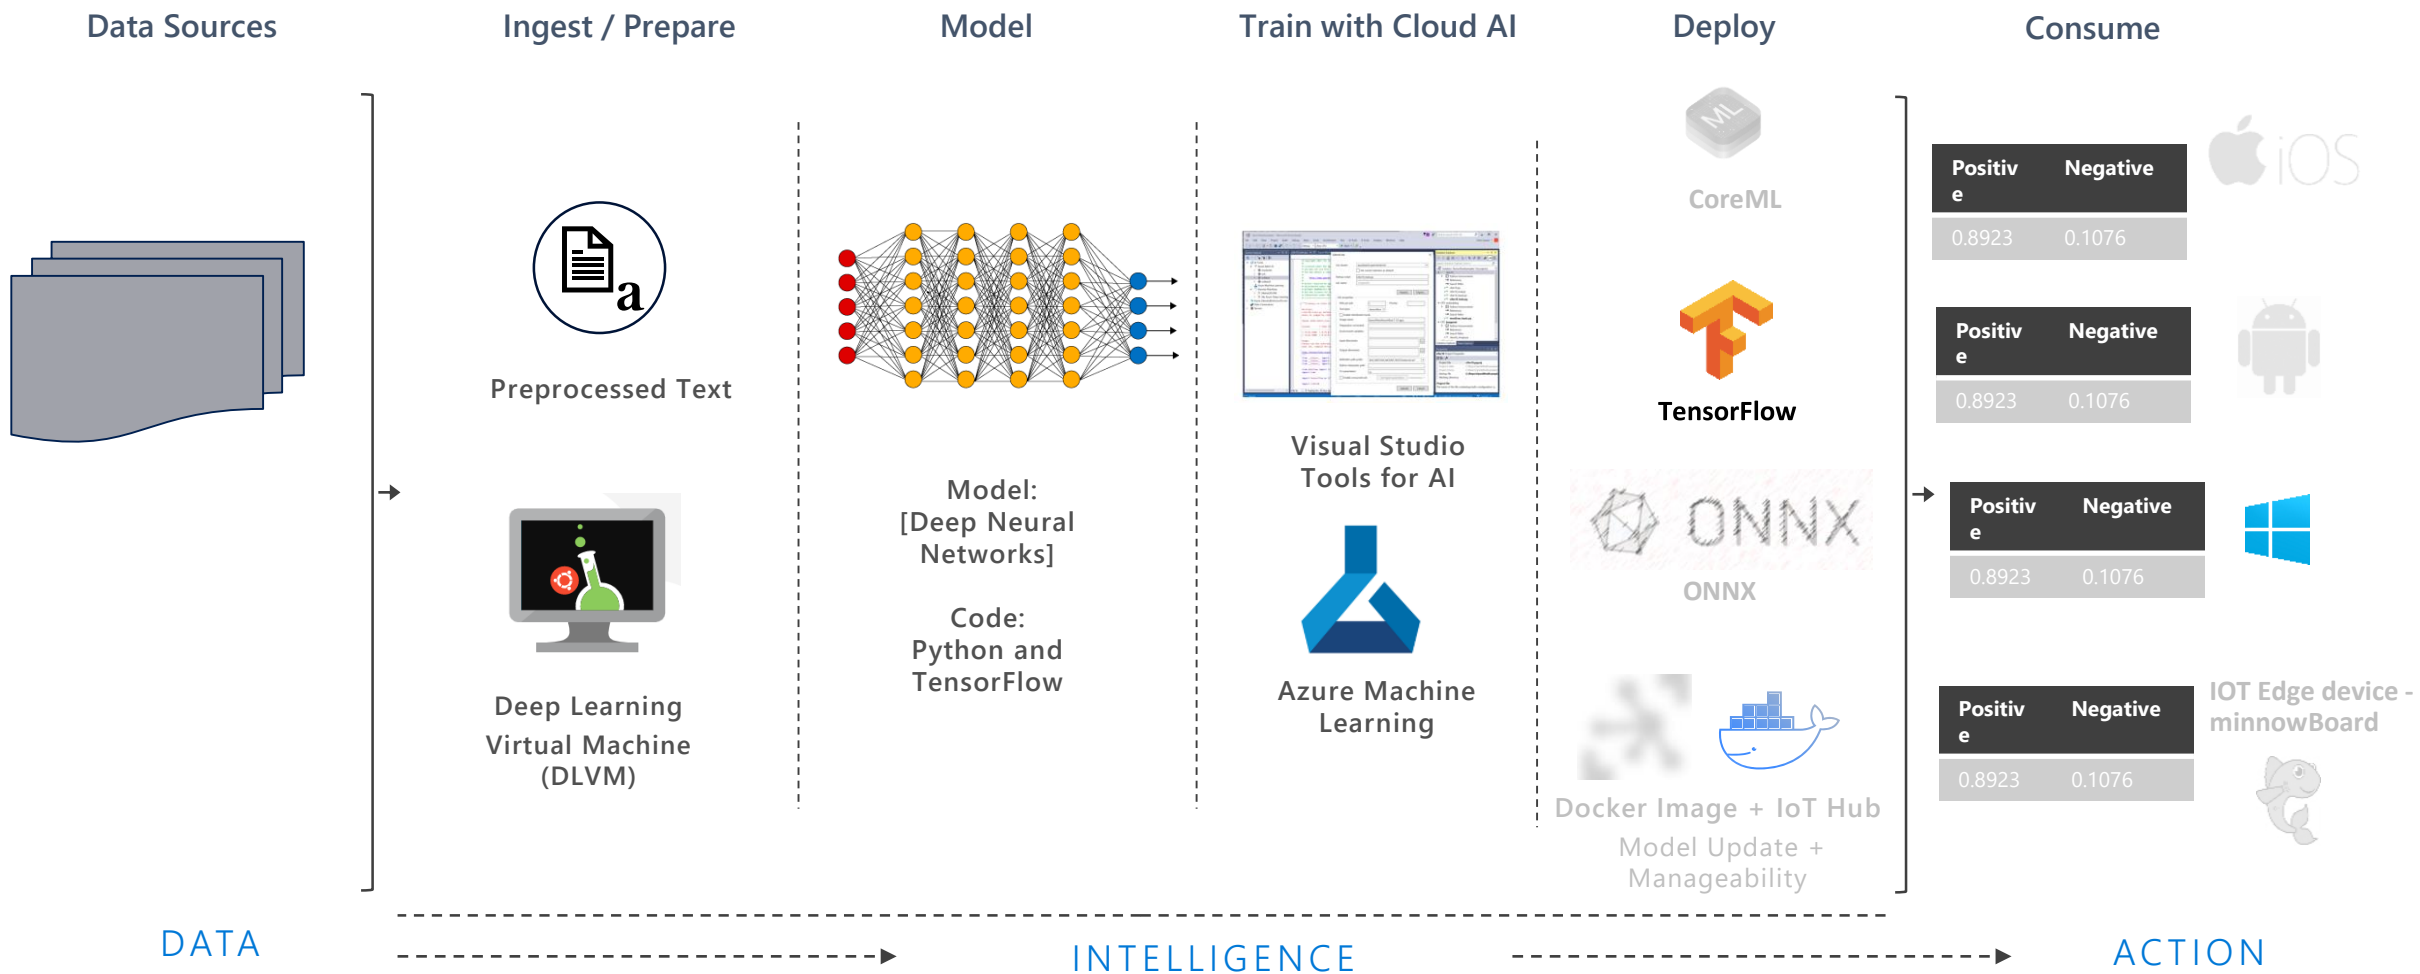 Data Sources
Ingest / Prepare
Model
Train with Cloud AI
Deploy
Consume
a
Preprocessed Text
Deep Learning
Virtual Machine
(DLVM)
Model:
[Deep Neural
Networks]
Code:
Python and
TensorFlow
Visual Studio
Tools for AI
Azure Machine
Learning
ML
CoreML
TensorFlow
ONNX
ONNX
Docker Image + IoT Hub
Model Update +
Manageability
Positiv
e
Negative
0.8923
0.1076
iOS
Positiv
e
Negative
0.8923
0.1076
Positiv
e
Negative
0.8923
0.1076
Positiv
e
Negative
0.8923
0.1076
IOT Edge device -
minnowBoard
DATA
INTELLIGENCE
ACTION